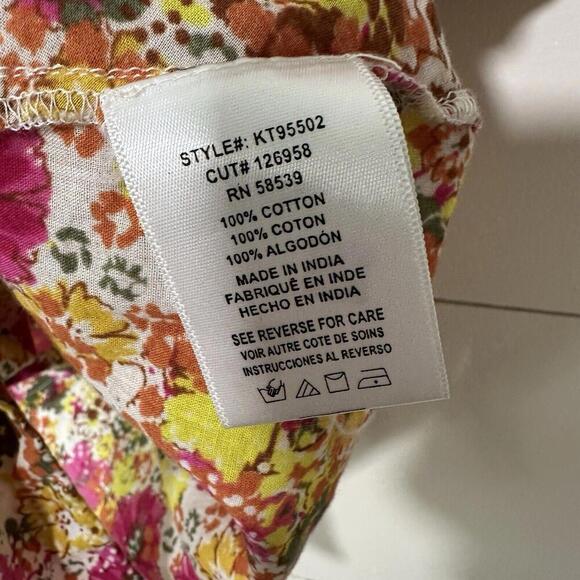 STYLE#: KT95502
CUT# 126958
RN 58539
100% COTTON
100% COTON
100% ALGODÓN
MADE IN INDIA
FABRIQUÉ EN INDE
HECHO EN INDIA
SEE REVERSE FOR CARE
VOIR AUTRE COTE DE SOINS
INSTRUCCIONES AL REVERSO